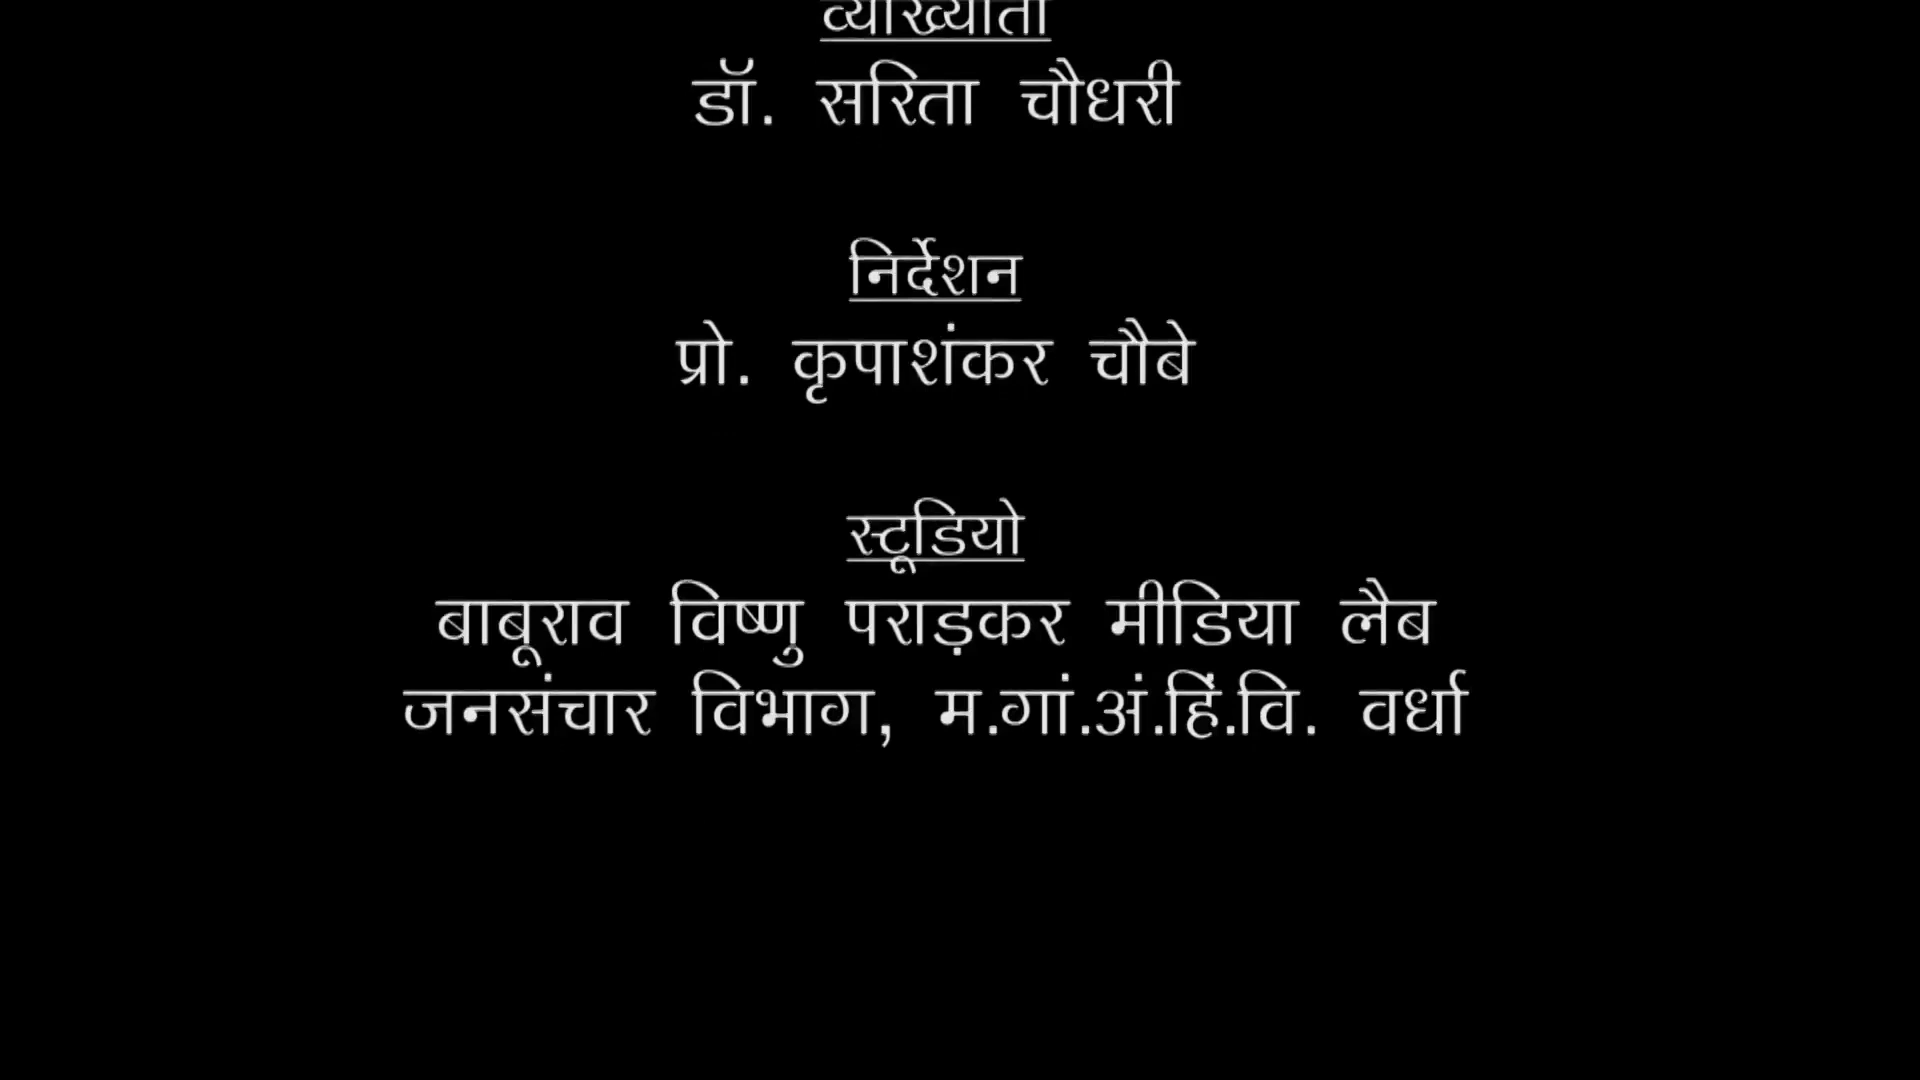 व्याख्याता
डॉ. सरिता चौधरी
निर्देशन
प्रो. कृपाशंकर चौबे
स्टूडियो
बाबूराव विष्णु पराड़कर मीडिया लैब
जनसंचार विभाग, म.गां.अं.हिं.वि. वर्धा